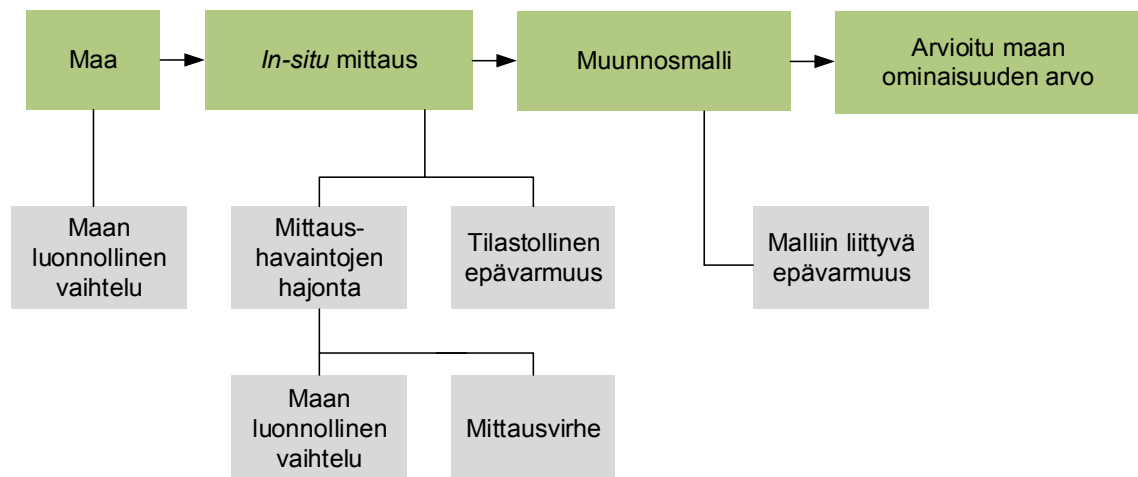 Maa
In-situ mittaus
Muunnosmalli
Arvioitu maan
ominaisuuden arvo
Maan
luonnollinen
vaihtelu
Mittaus-
havaintojen
hajonta
Tilastollinen
epävarmuus
Malliin liittyvä
epävarmuus
Maan
luonnollinen
vaihtelu
Mittausvirhe